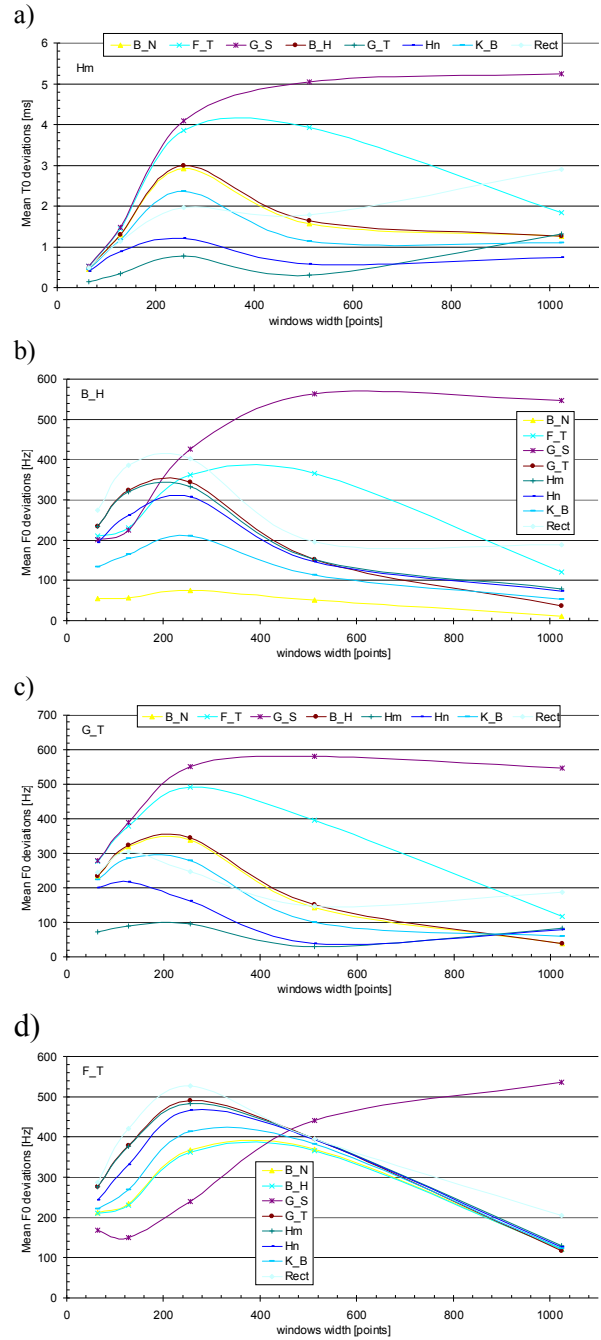 a)
B_N F_T G_S B_H G_T Hn K_B Rect
Hm
Mean T0 deviations [ms]
6
5
4
3
2
1
0
0 200 400 600 800 1000
windows width [points]
b)
B_H
Mean F0 deviations [Hz]
600
500
400
300
200
100
0
B_N
F_T
G_S
G_T
Hm
Hn
K_B
Rect
0 200 400 600 800 1000
windows width [points]
c)
B_N F_T G_S B_H Hm Hn K_B Rect
G_T
Mean F0 deviations [Hz]
700
600
500
400
300
200
100
0
0 200 400 600 800 1000
windows width [points]
d)
F_T
Mean F0 deviations [Hz]
600
500
400
300
200
100
0
B_N
B_H
G_S
G_T
Hm
Hn
K_B
Rect
0 200 400 600 800 1000
windows width [points]